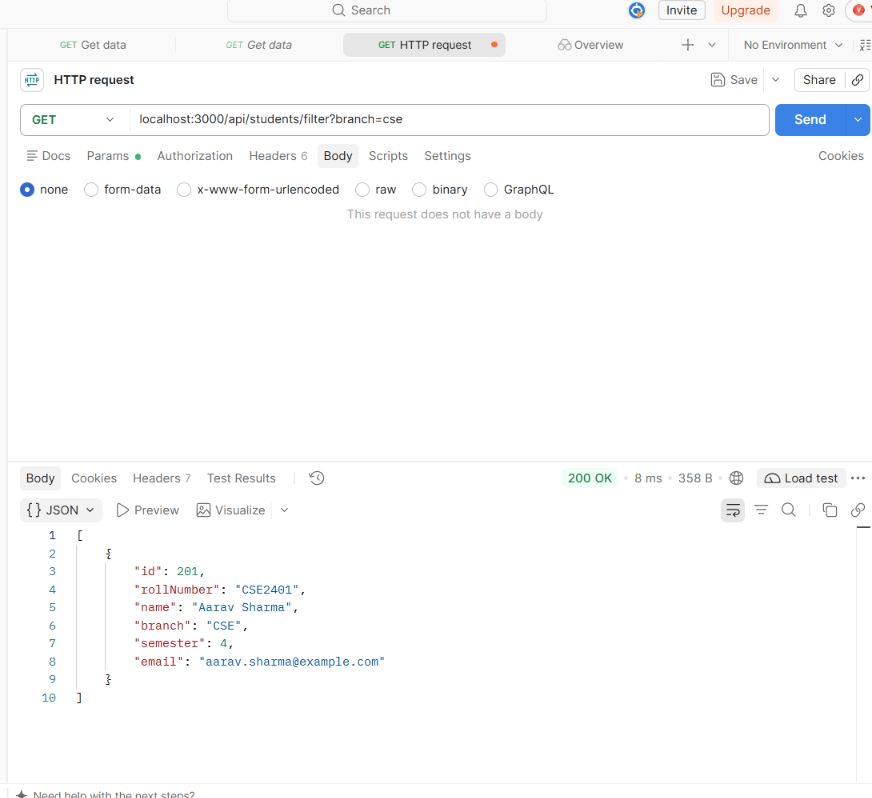 Search
Invite
Upgrade
GET Get data
GET Get data
GET HTTP request
Overview
No Environment
HTTP
HTTP request
Save
Share
GET
localhost:3000/api/students/filter?branch=cse
Send
Docs
Params
Authorization
Headers 6
Body
Scripts
Settings
Cookies
none
form-data
x-www-form-urlencoded
raw
binary
GraphQL
This request does not have a body
Body
Cookies
Headers 7
Test Results
200 OK
8 ms
358 B
Load test
{} JSON
Preview
Visualize
1 [
2 {
3 "id": 201,
4 "rollNumber": "CSE2401",
5 "name": "Aarav Sharma",
6 "branch": "CSE",
7 "semester": 4,
8 "email": "aarav.sharma@example.com"
9 }
10 ]
Need help with the next steps?